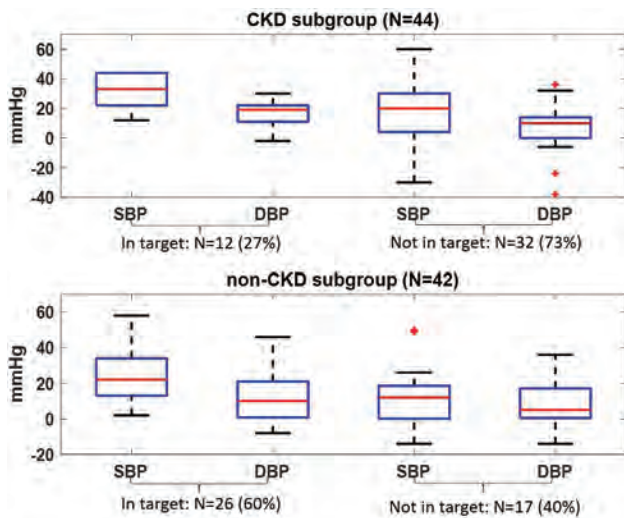 CKD subgroup (N=44)
60
40
20
0
-20
-40
mmHg
SBP DBP SBP DBP
In target: N=12 (27%) Not in target: N=32 (73%)
non-CKD subgroup (N=42)
60
40
20
0
-20
mmHg
SBP DBP SBP DBP
In target: N=26 (60%) Not in target: N=17 (40%)